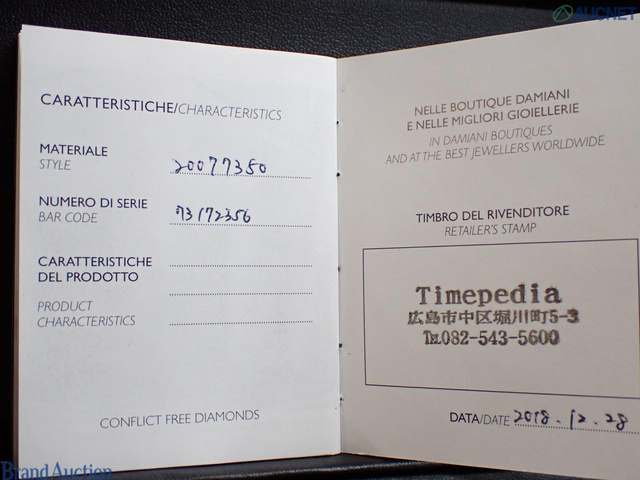 CARATTERISTICHE/CHARACTERISTICS
MATERIALE
STYLE
20077350
NUMERO DI SERIE
BAR CODE
73172356
CARATTERISTICHE
DEL PRODOTTO
PRODUCT
CHARACTERISTICS
CONFLICT FREE DIAMONDS
NELLE BOUTIQUE DAMIANI
E NELLE MIGLIORI GIOIELLERIE
IN DAMIANI BOUTIQUES
AND AT THE BEST JEWELLERS WORLDWIDE
TIMBRO DEL RIVENDITORE
RETAILER'S STAMP
Timepedia
広島市中区堀川町5-3
℡082-543-5600
DATA/DATE 2018.12.28
AUCNET
Brand Auction